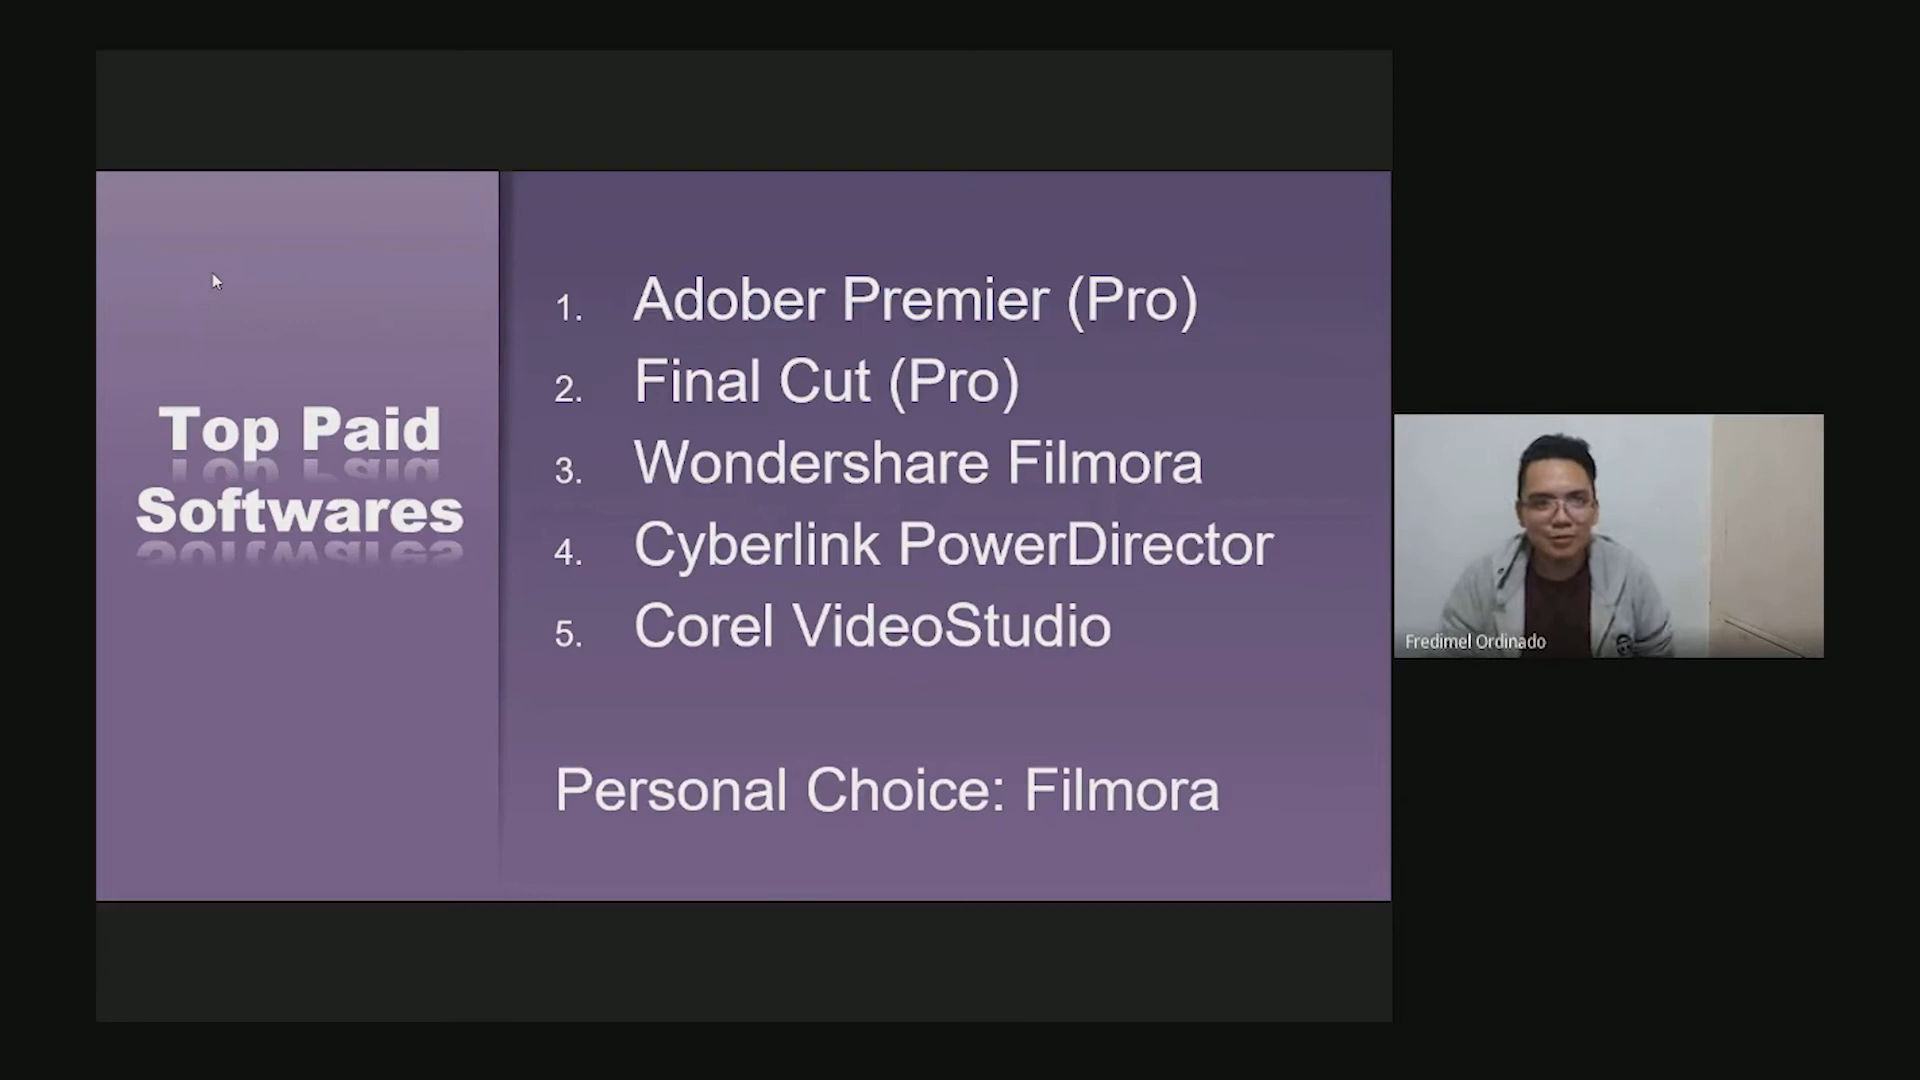 Top Paid
Softwares
1. Adober Premier (Pro)
2. Final Cut (Pro)
3. Wondershare Filmora
4. Cyberlink PowerDirector
5. Corel VideoStudio
Personal Choice: Filmora
Fredimel Ordinado